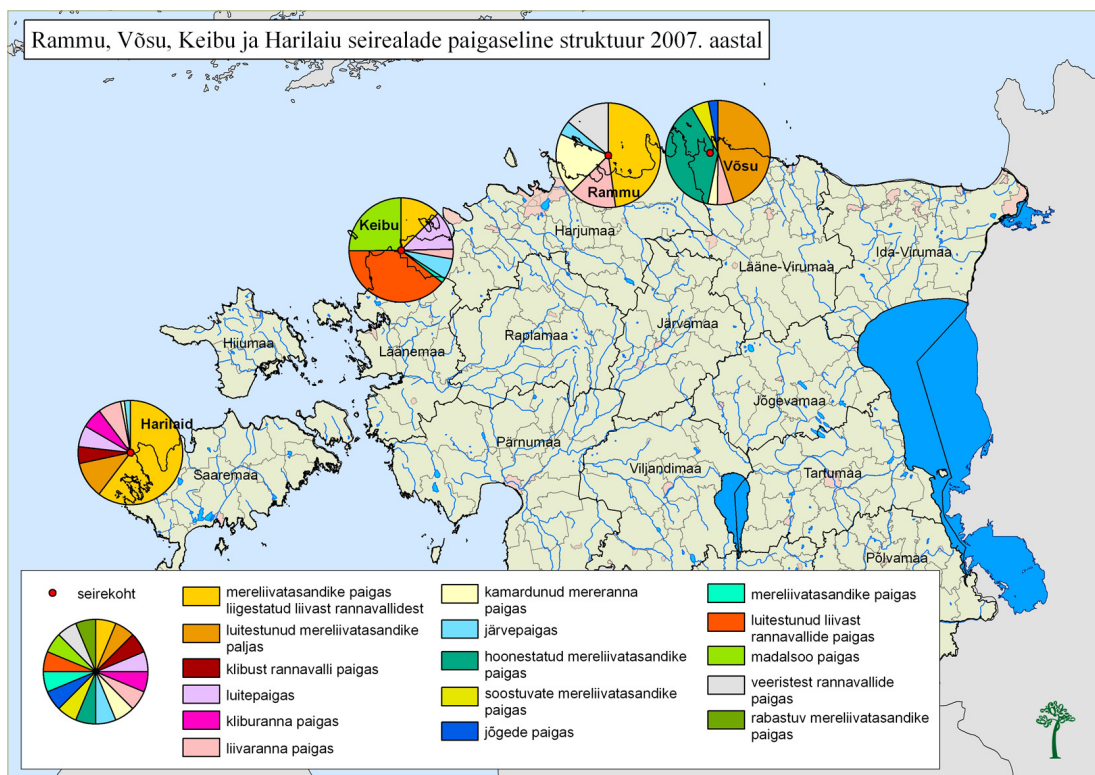 Rammu, Võsu, Keibu ja Harilaiu seirealade paigaseline struktuur 2007. aastal
Võsu
Rammu
Keibu
Harjumaa
Ida-Virumaa
Lääne-Virumaa
Järvamaa
Raplamaa
Hiiumaa
Läänemaa
Jõgevamaa
Harilaid
Pärnumaa
Viljandimaa
Tartumaa
Saaremaa
Põlvamaa
seirekoht
mereliivatasandike paigas
liigestatud liivast rannavallidest
luitestunud mereliivatasandike
paljas
klibust rannavalli paigas
luitepaigas
kliburanna paigas
liivaranna paigas
kamardunud mereranna
paigas
järvepaigas
hoonestatud mereliivatasandike
paigas
soostuvate mereliivatasandike
paigas
jõgede paigas
mereliivatasandike paigas
luitestunud liivast
rannavallide paigas
madalsoo paigas
veeristest rannavallide
paigas
rabastuv mereliivatasandike
paigas